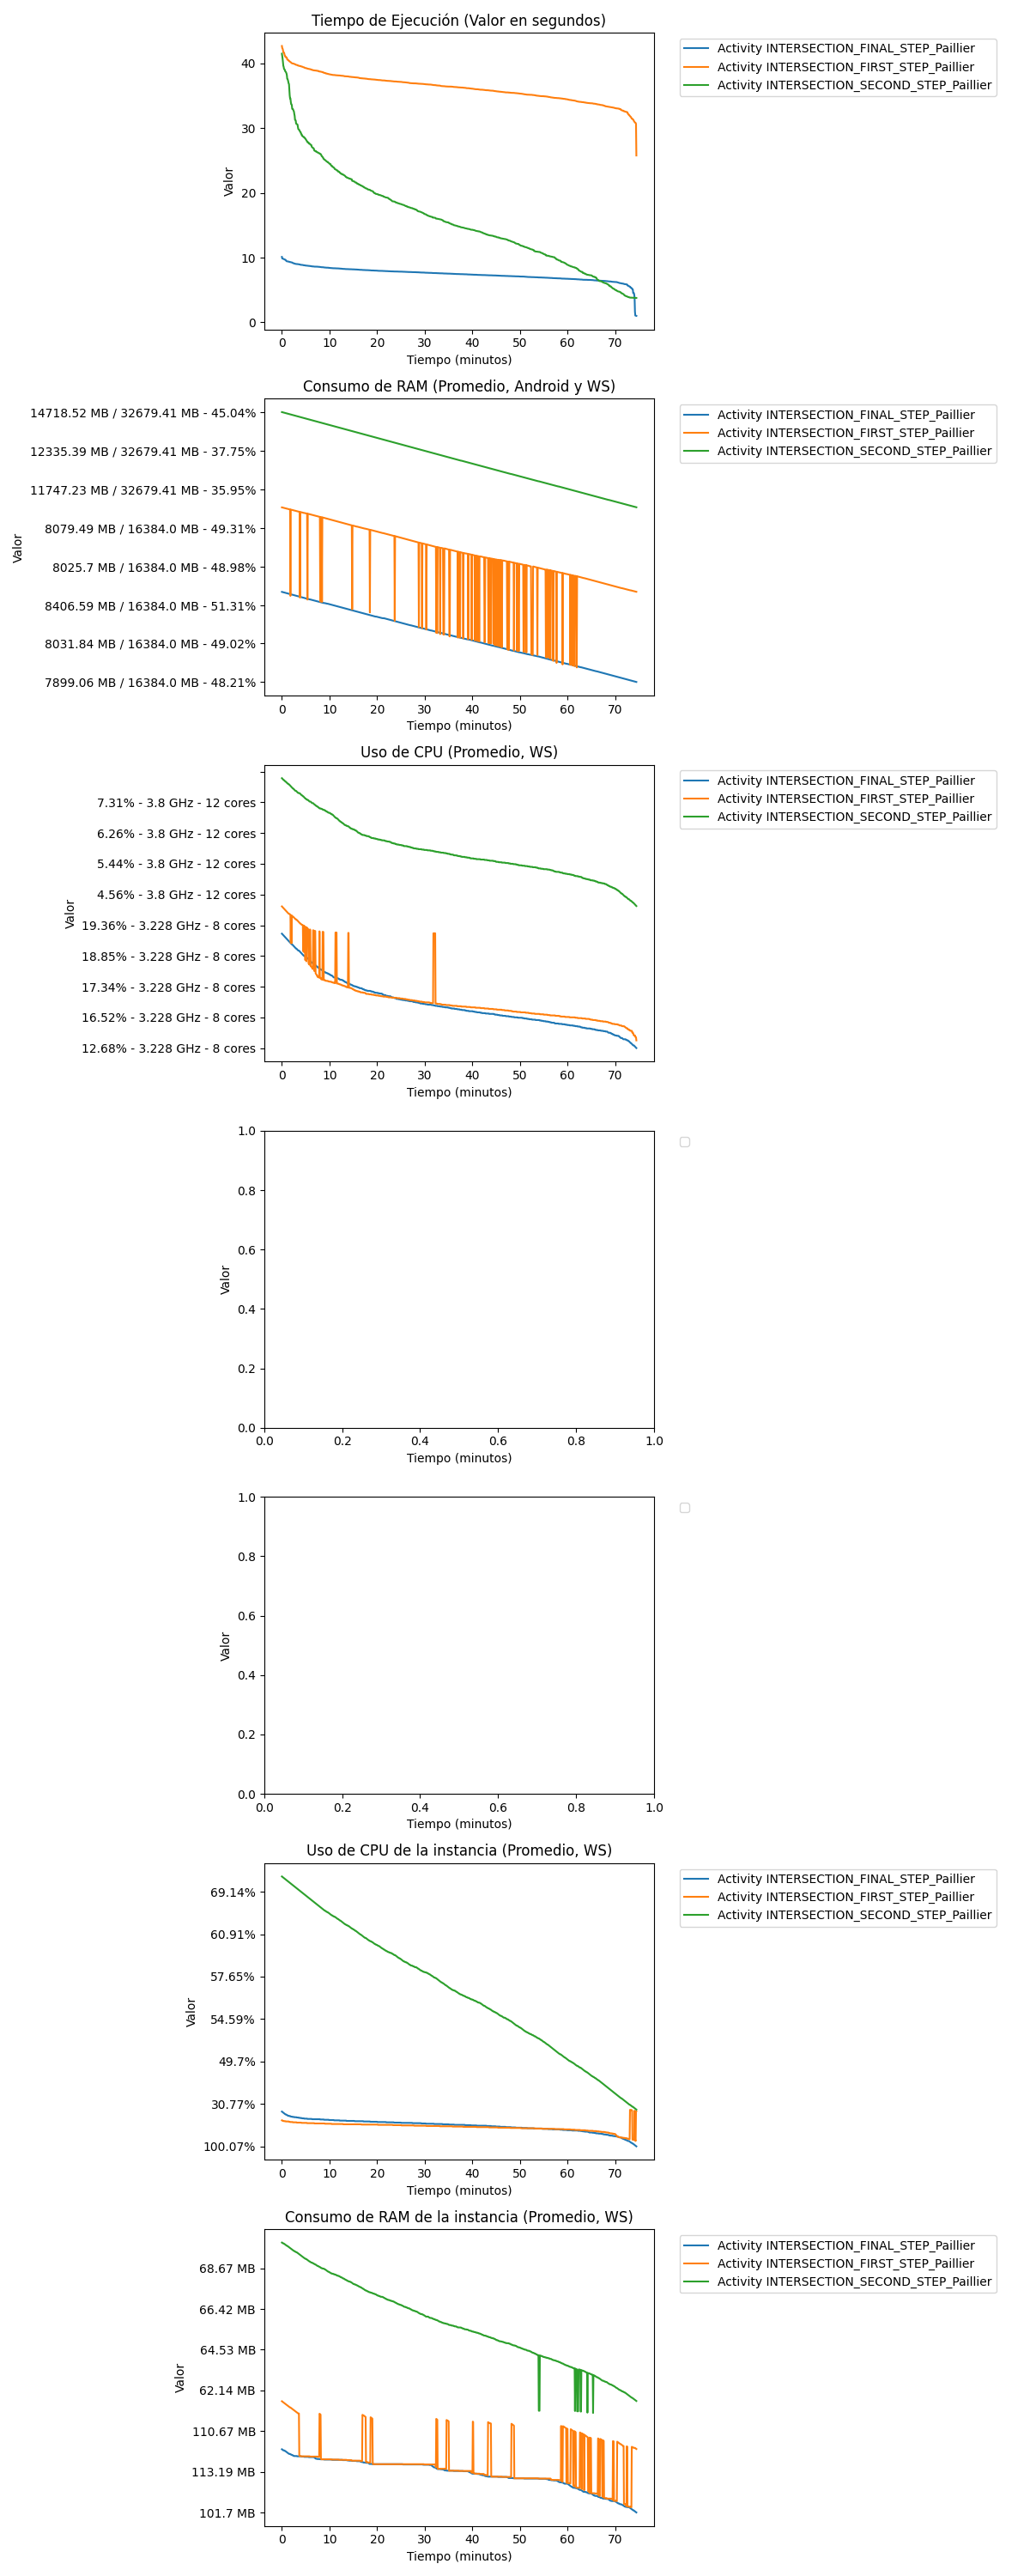 Tiempo de Ejecución (Valor en segundos)
40
30
20
10
0
Valor
0 10 20 30 40 50 60 70
Tiempo (minutos)
Activity INTERSECTION_FINAL_STEP_Paillier
Activity INTERSECTION_FIRST_STEP_Paillier
Activity INTERSECTION_SECOND_STEP_Paillier
Consumo de RAM (Promedio, Android y WS)
14718.52 MB / 32679.41 MB - 45.04%
12335.39 MB / 32679.41 MB - 37.75%
11747.23 MB / 32679.41 MB - 35.95%
8079.49 MB / 16384.0 MB - 49.31%
8025.7 MB / 16384.0 MB - 48.98%
8406.59 MB / 16384.0 MB - 51.31%
8031.84 MB / 16384.0 MB - 49.02%
7899.06 MB / 16384.0 MB - 48.21%
Valor
0 10 20 30 40 50 60 70
Tiempo (minutos)
Activity INTERSECTION_FINAL_STEP_Paillier
Activity INTERSECTION_FIRST_STEP_Paillier
Activity INTERSECTION_SECOND_STEP_Paillier
Uso de CPU (Promedio, WS)
7.31% - 3.8 GHz - 12 cores
6.26% - 3.8 GHz - 12 cores
5.44% - 3.8 GHz - 12 cores
4.56% - 3.8 GHz - 12 cores
19.36% - 3.228 GHz - 8 cores
18.85% - 3.228 GHz - 8 cores
17.34% - 3.228 GHz - 8 cores
16.52% - 3.228 GHz - 8 cores
12.68% - 3.228 GHz - 8 cores
Valor
0 10 20 30 40 50 60 70
Tiempo (minutos)
Activity INTERSECTION_FINAL_STEP_Paillier
Activity INTERSECTION_FIRST_STEP_Paillier
Activity INTERSECTION_SECOND_STEP_Paillier
1.0
0.8
0.6
0.4
0.2
0.0
Valor
0.0 0.2 0.4 0.6 0.8 1.0
Tiempo (minutos)
1.0
0.8
0.6
0.4
0.2
0.0
Valor
0.0 0.2 0.4 0.6 0.8 1.0
Tiempo (minutos)
Uso de CPU de la instancia (Promedio, WS)
69.14%
60.91%
57.65%
54.59%
49.7%
30.77%
100.07%
Valor
0 10 20 30 40 50 60 70
Tiempo (minutos)
Activity INTERSECTION_FINAL_STEP_Paillier
Activity INTERSECTION_FIRST_STEP_Paillier
Activity INTERSECTION_SECOND_STEP_Paillier
Consumo de RAM de la instancia (Promedio, WS)
68.67 MB
66.42 MB
64.53 MB
62.14 MB
110.67 MB
113.19 MB
101.7 MB
Valor
0 10 20 30 40 50 60 70
Tiempo (minutos)
Activity INTERSECTION_FINAL_STEP_Paillier
Activity INTERSECTION_FIRST_STEP_Paillier
Activity INTERSECTION_SECOND_STEP_Paillier